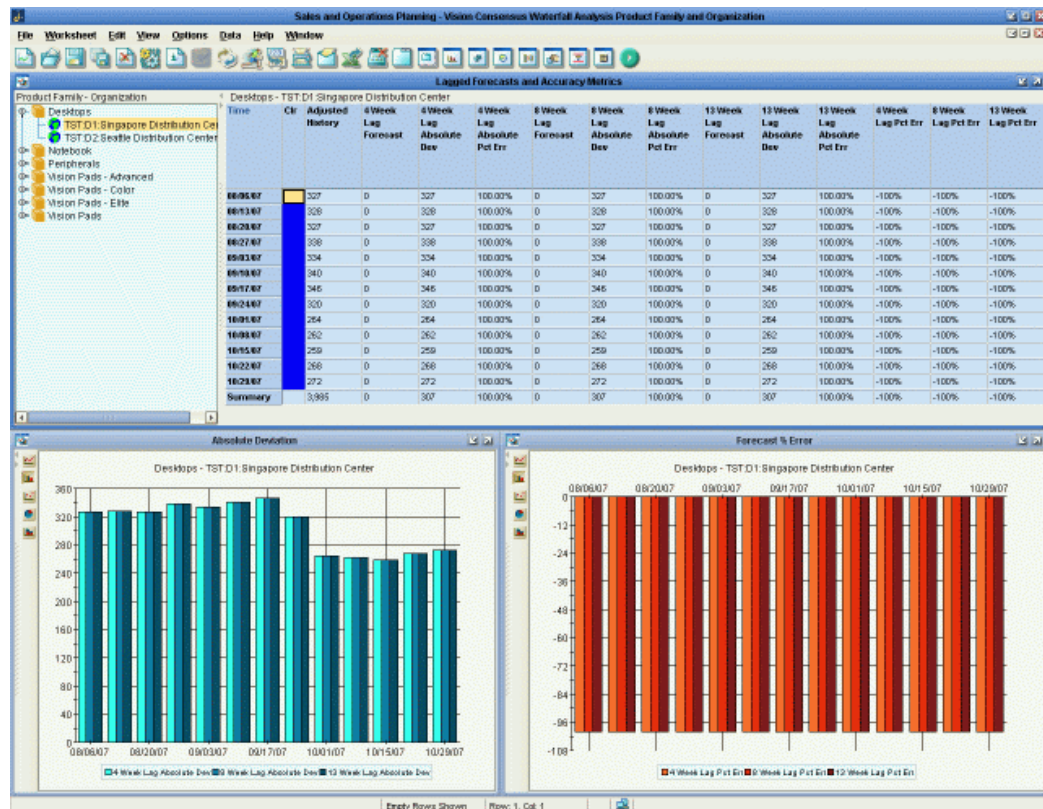 Sales and Operations Planning - Vision Consensus Waterfall Analysis Product Family and Organization
File Worksheet Edit View Options Data Help Window
Lagged Forecasts and Accuracy Metrics
Product Family - Organization
Desktops
TST:D1:Singapore Distribution Cen
TST:D2:Seattle Distribution Center
Notebook
Peripherals
Vision Pads - Advanced
Vision Pads - Color
Vision Pads - Elite
Vision Pads
Desktops - TST:D1:Singapore Distribution Center
Time Clr Adjusted History 4 Week Lag Forecast 4 Week Lag Absolute Dev 4 Week Lag Absolute Pct Err 8 Week Lag Forecast 8 Week Lag Absolute Dev 8 Week Lag Absolute Pct Err 13 Week Lag Forecast 13 Week Lag Absolute Dev 13 Week Lag Absolute Pct Err 4 Week Lag Pct Err 8 Week Lag Pct Err 13 Week Lag Pct Err
08/06/07 327 0 327 100.00% 0 327 100.00% 0 327 100.00% -100% -100% -100%
08/13/07 328 0 328 100.00% 0 328 100.00% 0 328 100.00% -100% -100% -100%
08/20/07 327 0 327 100.00% 0 327 100.00% 0 327 100.00% -100% -100% -100%
08/27/07 338 0 338 100.00% 0 338 100.00% 0 338 100.00% -100% -100% -100%
09/03/07 334 0 334 100.00% 0 334 100.00% 0 334 100.00% -100% -100% -100%
09/10/07 340 0 340 100.00% 0 340 100.00% 0 340 100.00% -100% -100% -100%
09/17/07 346 0 346 100.00% 0 346 100.00% 0 346 100.00% -100% -100% -100%
09/24/07 320 0 320 100.00% 0 320 100.00% 0 320 100.00% -100% -100% -100%
10/01/07 264 0 264 100.00% 0 264 100.00% 0 264 100.00% -100% -100% -100%
10/08/07 262 0 262 100.00% 0 262 100.00% 0 262 100.00% -100% -100% -100%
10/15/07 259 0 259 100.00% 0 259 100.00% 0 259 100.00% -100% -100% -100%
10/22/07 268 0 268 100.00% 0 268 100.00% 0 268 100.00% -100% -100% -100%
10/29/07 272 0 272 100.00% 0 272 100.00% 0 272 100.00% -100% -100% -100%
Summary 3,985 0 307 100.00% 0 307 100.00% 0 307 100.00% -100% -100% -100%
Absolute Deviation
Desktops - TST:D1:Singapore Distribution Center
360
320
280
240
200
160
120
80
40
0
08/06/07 08/20/07 09/03/07 09/17/07 10/01/07 10/15/07 10/29/07
4 Week Lag Absolute Dev 8 Week Lag Absolute Dev 13 Week Lag Absolute Dev
Forecast % Error
Desktops - TST:D1:Singapore Distribution Center
08/06/07 08/20/07 09/03/07 09/17/07 10/01/07 10/15/07 10/29/07
0
-12
-24
-36
-48
-60
-72
-84
-96
-108
4 Week Lag Pct Err 8 Week Lag Pct Err 13 Week Lag Pct Err
Empty Rows Shown Row: 1, Col: 1